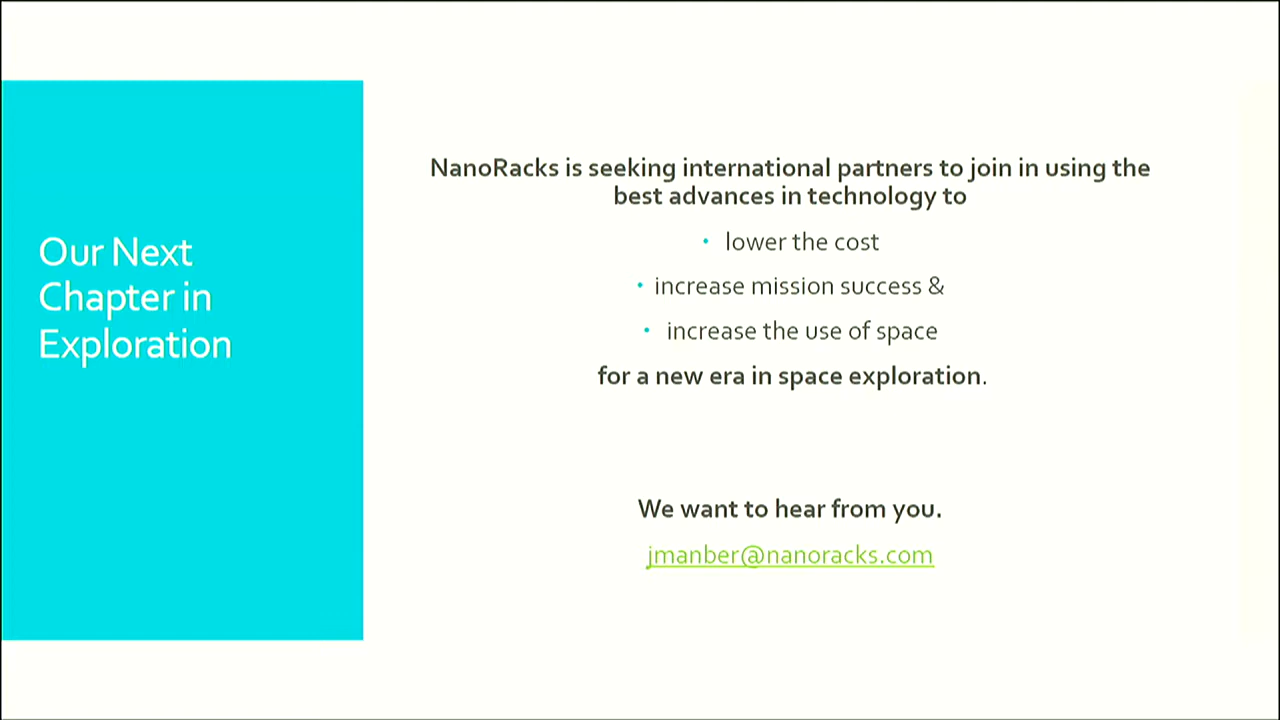 Our Next
Chapter in
Exploration
NanoRacks is seeking international partners to join in using the
best advances in technology to
• lower the cost
• increase mission success &
• increase the use of space
for a new era in space exploration.
We want to hear from you.
jmanber@nanoracks.com